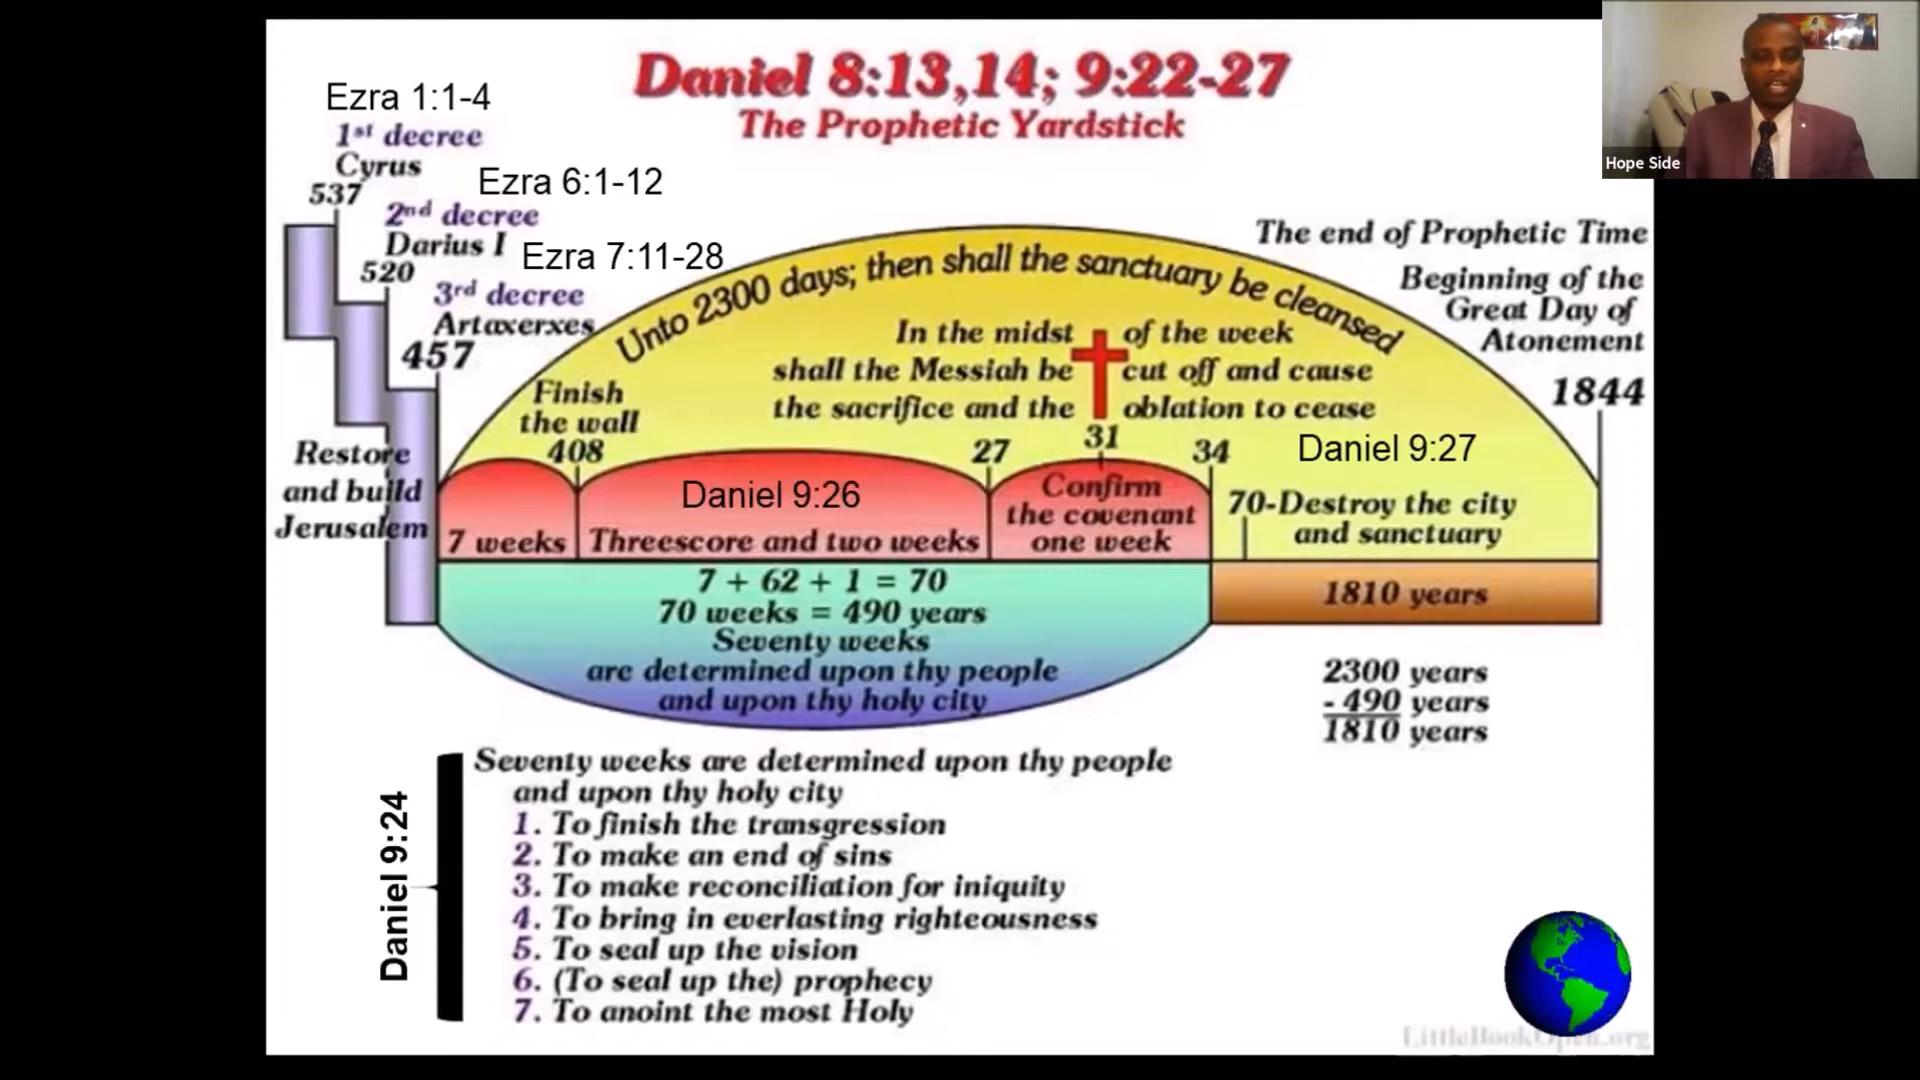 Daniel 8:13,14; 9:22-27
The Prophetic Yardstick
Hope Side
Ezra 1:1-4
1st decree
Cyrus
537
Ezra 6:1-12
2nd decree
Darius I
520
Ezra 7:11-28
3rd decree
Artaxerxes
457
Restore
and build
Jerusalem
Unto 2300 days; then shall the sanctuary be cleansed
The end of Prophetic Time
Beginning of the
Great Day of
Atonement
1844
In the midst of the week
shall the Messiah be cut off and cause
the sacrifice and the oblation to cease
Finish
the wall
408
27
31
34
Daniel 9:27
Daniel 9:26
7 weeks
Threescore and two weeks
Confirm
the covenant
one week
70-Destroy the city
and sanctuary
7 + 62 + 1 = 70
70 weeks = 490 years
Seventy weeks
are determined upon thy people
and upon thy holy city
1810 years
2300 years
- 490 years
1810 years
Daniel 9:24
Seventy weeks are determined upon thy people
and upon thy holy city
1. To finish the transgression
2. To make an end of sins
3. To make reconciliation for iniquity
4. To bring in everlasting righteousness
5. To seal up the vision
6. (To seal up the) prophecy
7. To anoint the most Holy
LittleBookOpen.org